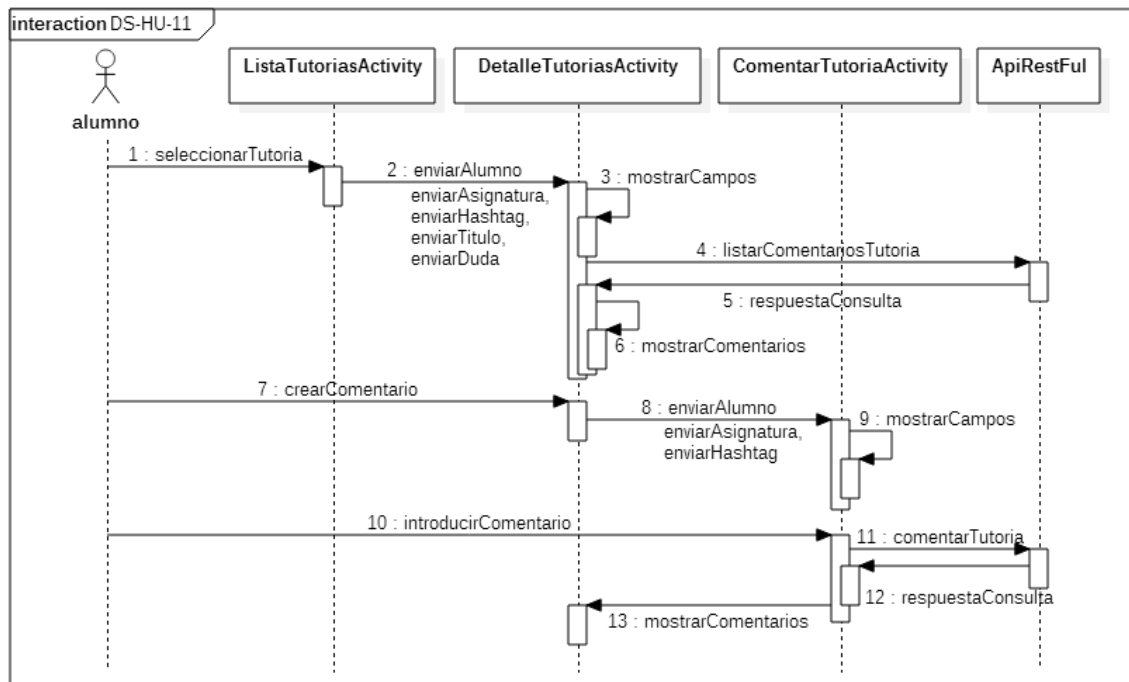 interaction DS-HU-11
alumno
ListaTutoriasActivity
DetalleTutoriasActivity
ComentarTutoriaActivity
ApiRestFul
1 : seleccionarTutoria
2 : enviarAlumno
enviarAsignatura,
enviarHashtag,
enviarTitulo,
enviarDuda
3 : mostrarCampos
4 : listarComentariosTutoria
5 : respuestaConsulta
6 : mostrarComentarios
7 : crearComentario
8 : enviarAlumno
enviarAsignatura,
enviarHashtag
9 : mostrarCampos
10 : introducirComentario
11 : comentarTutoria
12 : respuestaConsulta
13 : mostrarComentarios